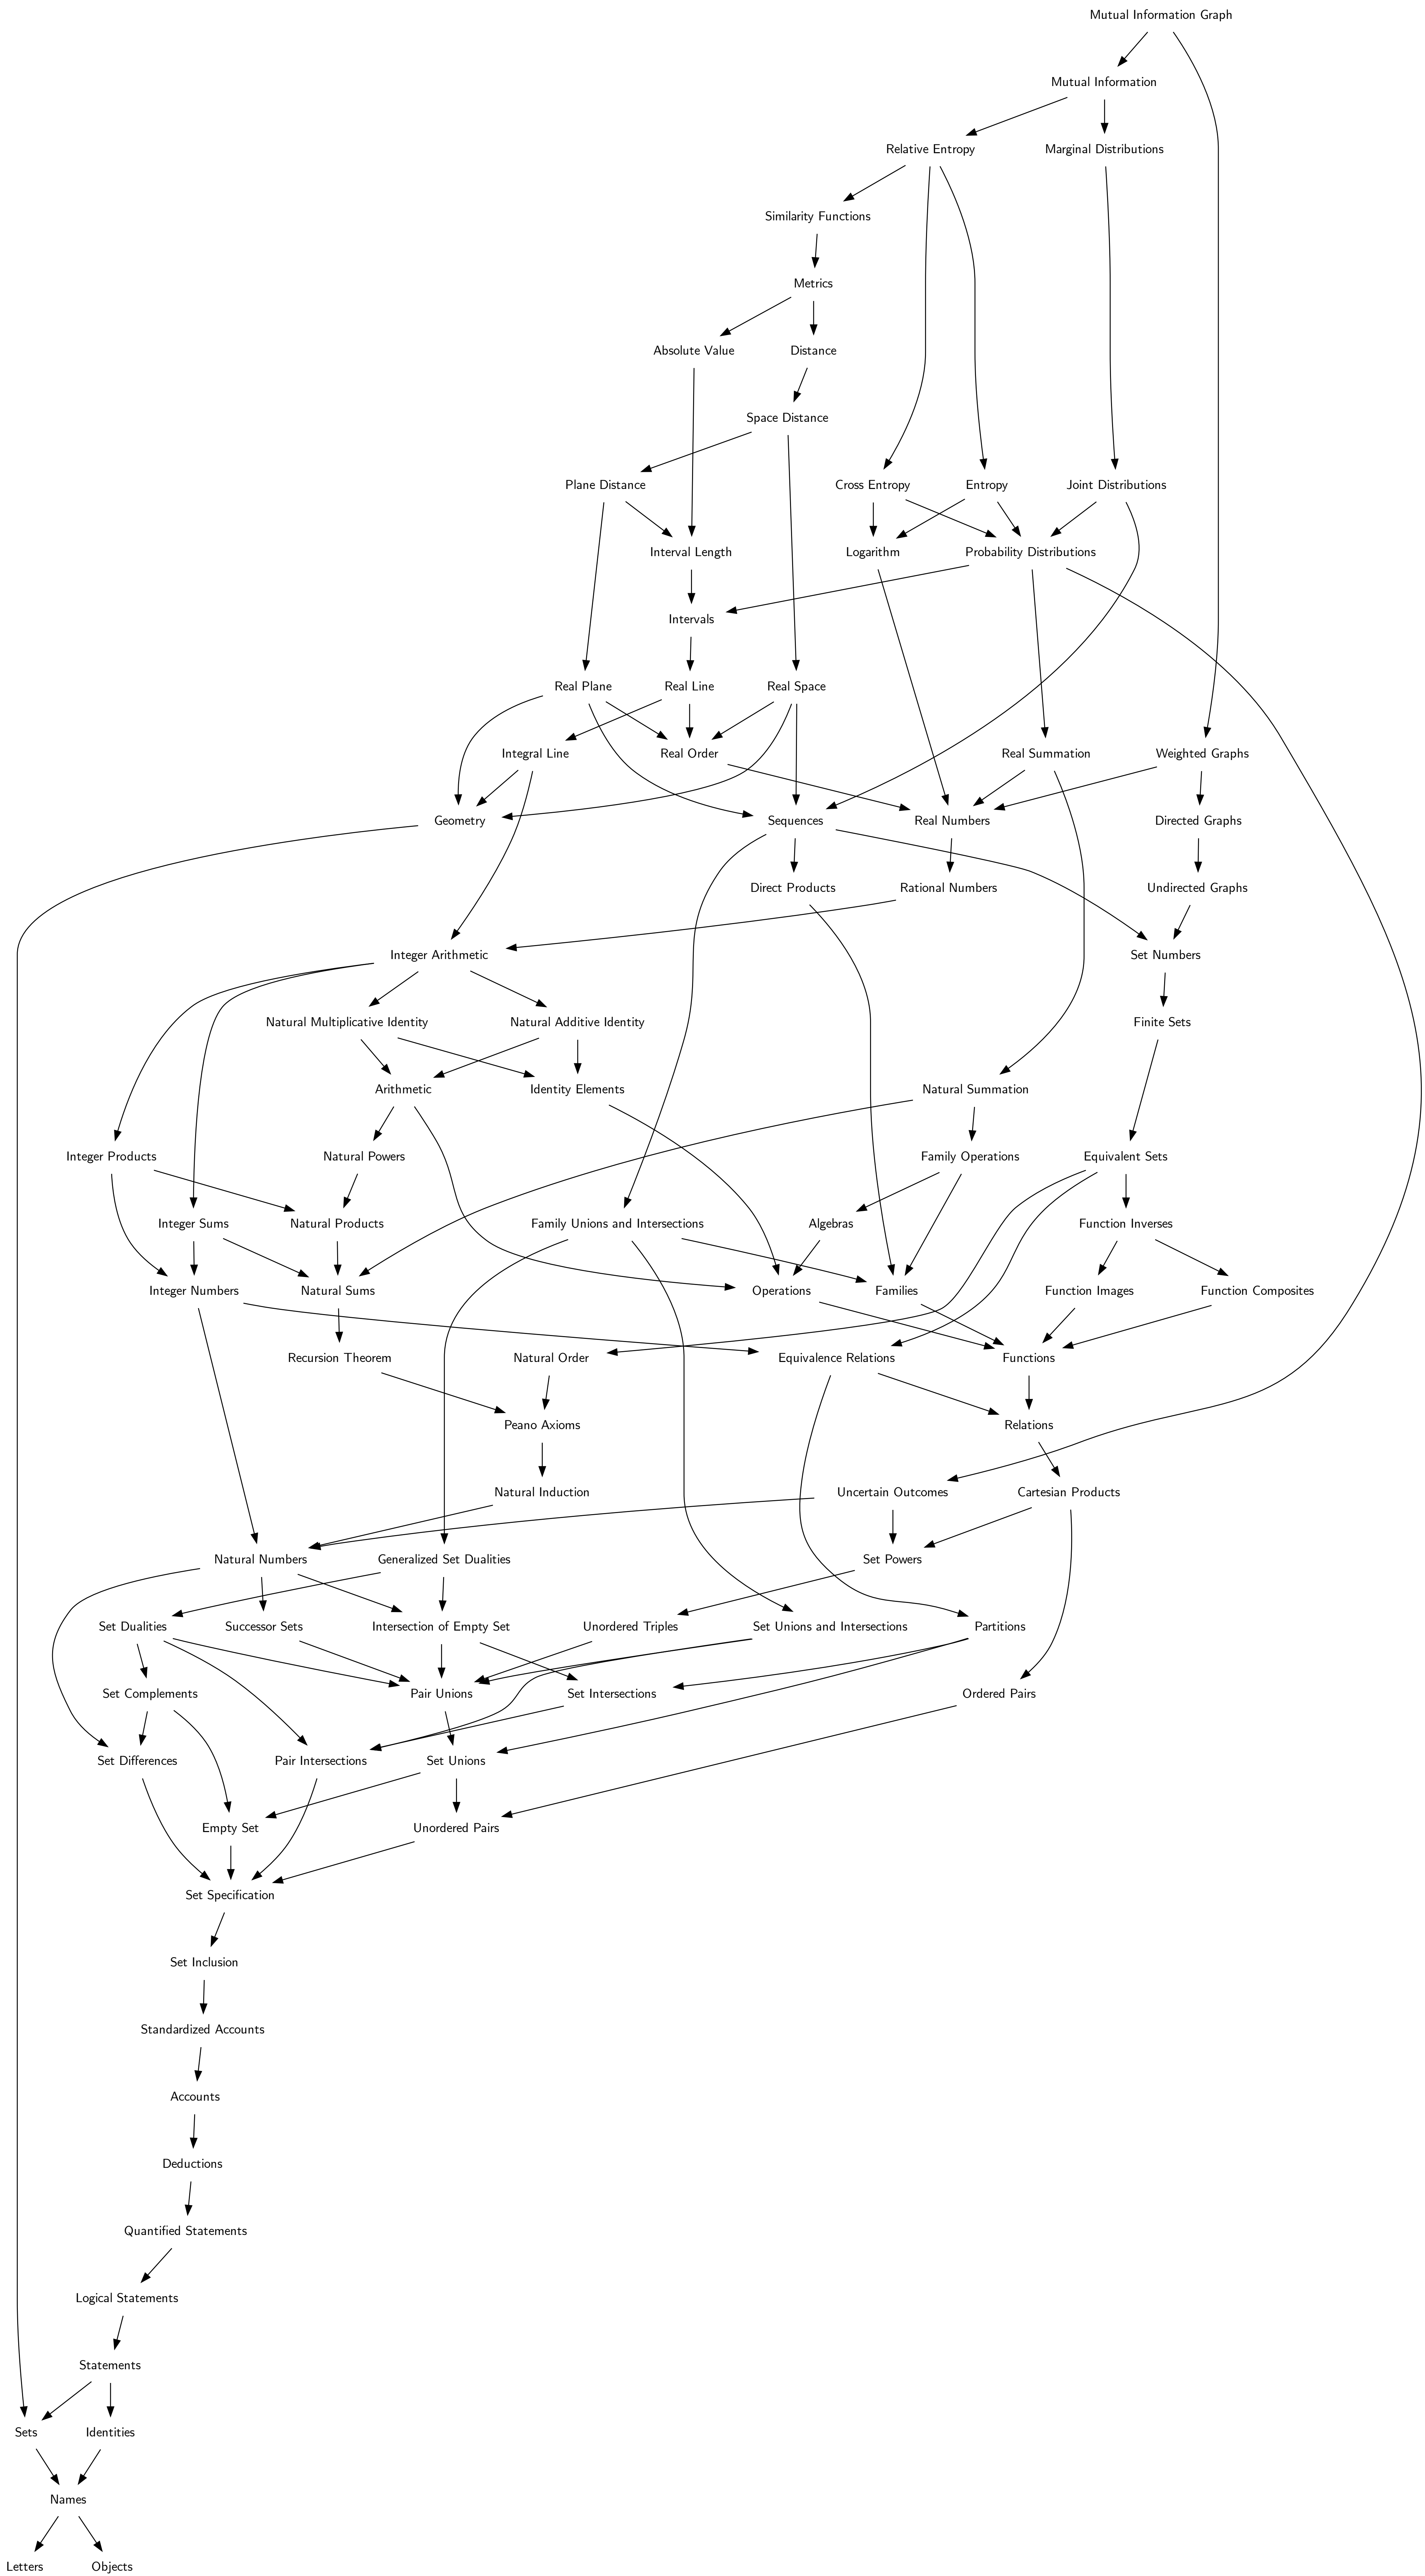 Mutual Information Graph
Mutual Information
Relative Entropy
Marginal Distributions
Similarity Functions
Metrics
Absolute Value
Distance
Space Distance
Plane Distance
Cross Entropy
Entropy
Joint Distributions
Interval Length
Logarithm
Probability Distributions
Intervals
Real Plane
Real Line
Real Space
Integral Line
Real Order
Real Summation
Weighted Graphs
Geometry
Sequences
Real Numbers
Directed Graphs
Direct Products
Rational Numbers
Undirected Graphs
Integer Arithmetic
Set Numbers
Natural Multiplicative Identity
Natural Additive Identity
Finite Sets
Arithmetic
Identity Elements
Natural Summation
Integer Products
Natural Powers
Family Operations
Equivalent Sets
Integer Sums
Natural Products
Family Unions and Intersections
Algebras
Function Inverses
Integer Numbers
Natural Sums
Operations
Families
Function Images
Function Composites
Recursion Theorem
Natural Order
Equivalence Relations
Functions
Peano Axioms
Relations
Natural Induction
Uncertain Outcomes
Cartesian Products
Natural Numbers
Generalized Set Dualities
Set Powers
Set Dualities
Successor Sets
Intersection of Empty Set
Unordered Triples
Set Unions and Intersections
Partitions
Set Complements
Pair Unions
Set Intersections
Ordered Pairs
Set Differences
Pair Intersections
Set Unions
Empty Set
Unordered Pairs
Set Specification
Set Inclusion
Standardized Accounts
Accounts
Deductions
Quantified Statements
Logical Statements
Statements
Sets
Identities
Names
Letters
Objects